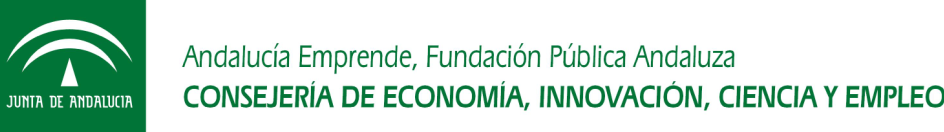 JUNTA DE ANDALUCIA
Andalucía Emprende, Fundación Pública Andaluza
CONSEJERÍA DE ECONOMÍA, INNOVACIÓN, CIENCIA Y EMPLEO